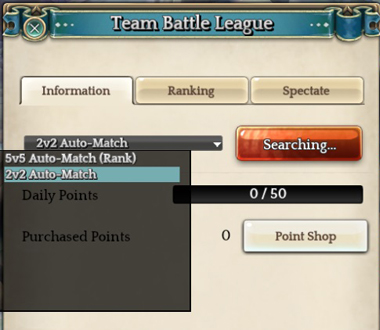 Team Battle League
Information Ranking Spectate
2v2 Auto-Match Searching...
5v5 Auto-Match (Rank)
2v2 Auto-Match
Daily Points 0 / 50
Purchased Points 0 Point Shop